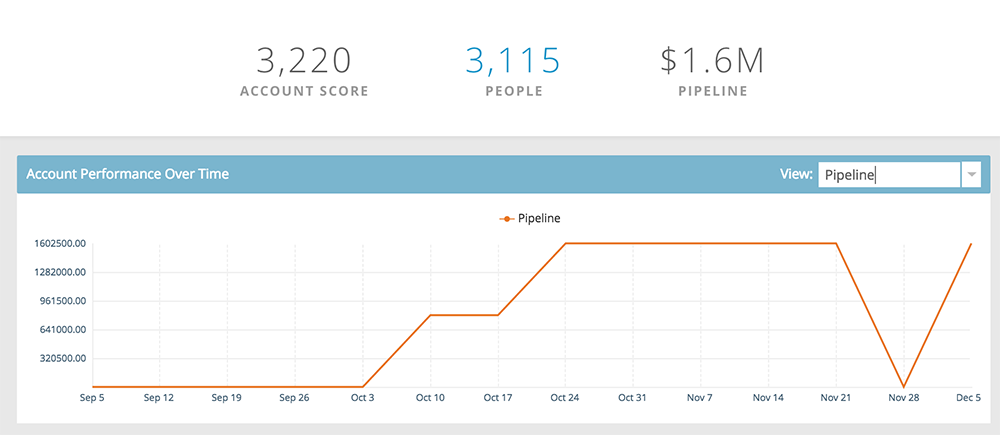 3,220 3,115 $1.6M
ACCOUNT SCORE PEOPLE PIPELINE
Account Performance Over Time View: Pipeline
Pipeline
1602500.00
1282000.00
961500.00
641000.00
320500.00
Sep 5 Sep 12 Sep 19 Sep 26 Oct 3 Oct 10 Oct 17 Oct 24 Oct 31 Nov 7 Nov 14 Nov 21 Nov 28 Dec 5